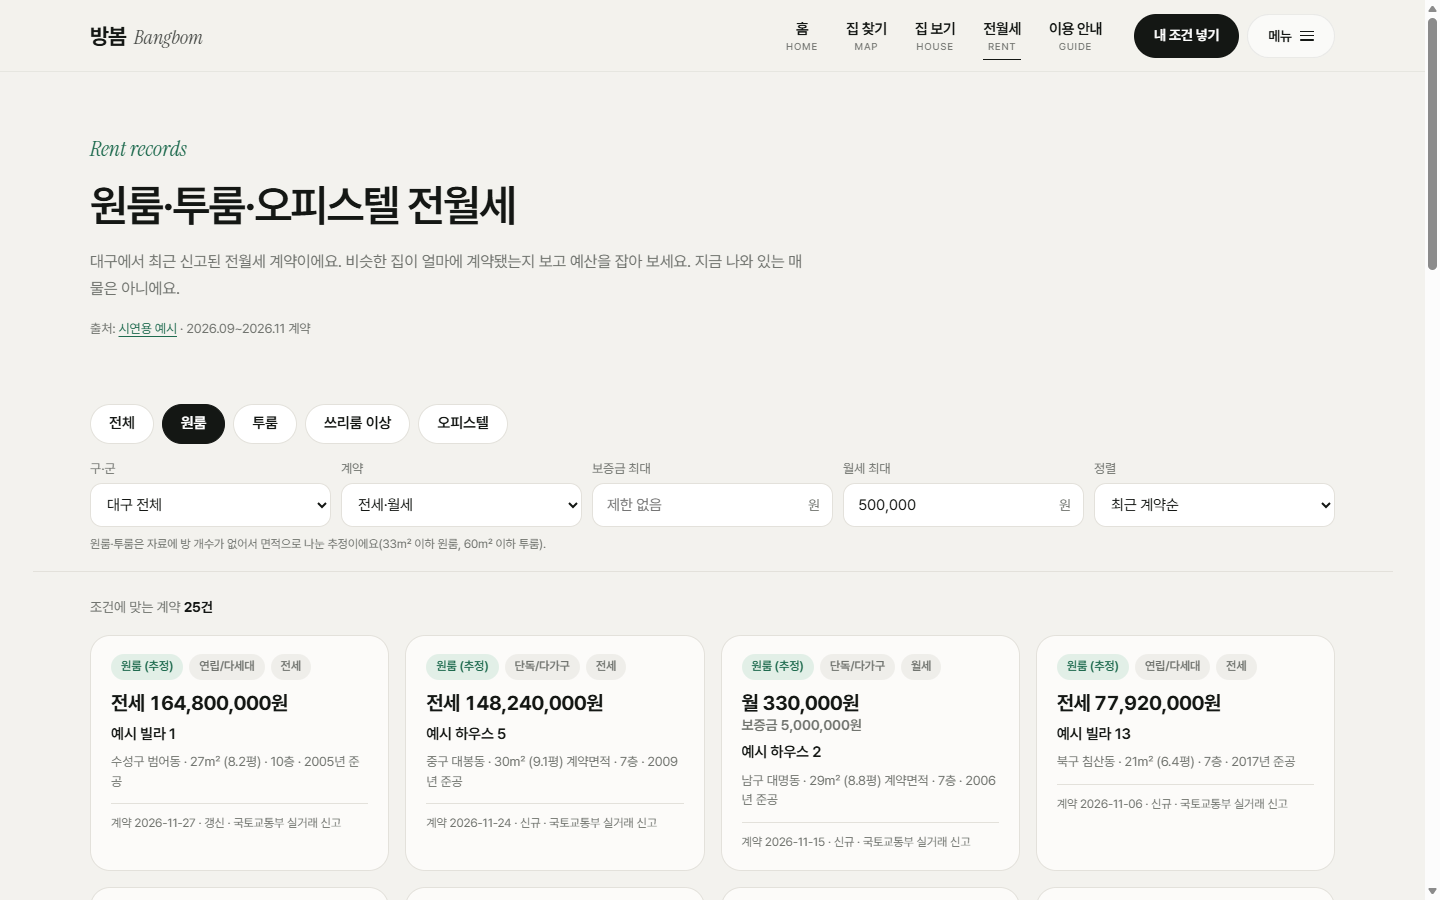 방봄 Bangbom
홈
HOME
집 찾기
MAP
집 보기
HOUSE
전월세
RENT
이용 안내
GUIDE
내 조건 넣기
메뉴
Rent records
원룸·투룸·오피스텔 전월세
대구에서 최근 신고된 전월세 계약이에요. 비슷한 집이 얼마에 계약됐는지 보고 예산을 잡아 보세요. 지금 나와 있는 매
물은 아니에요.
출처: 시연용 예시 · 2026.09~2026.11 계약
전체
원룸
투룸
쓰리룸 이상
오피스텔
구·군
대구 전체
계약
전세·월세
보증금 최대
제한 없음 원
월세 최대
500,000 원
정렬
최근 계약순
원룸·투룸은 자료에 방 개수가 없어서 면적으로 나눈 추정이에요(33m² 이하 원룸, 60m² 이하 투룸).
조건에 맞는 계약 25건
원룸 (추정) 연립/다세대 전세
전세 164,800,000원
예시 빌라 1
수성구 범어동 · 27m² (8.2평) · 10층 · 2005년 준
공
계약 2026-11-27 · 갱신 · 국토교통부 실거래 신고
원룸 (추정) 단독/다가구 전세
전세 148,240,000원
예시 하우스 5
중구 대봉동 · 30m² (9.1평) 계약면적 · 7층 · 2009
년 준공
계약 2026-11-24 · 신규 · 국토교통부 실거래 신고
원룸 (추정) 단독/다가구 월세
월 330,000원
보증금 5,000,000원
예시 하우스 2
남구 대명동 · 29m² (8.8평) 계약면적 · 7층 · 2006
년 준공
계약 2026-11-15 · 신규 · 국토교통부 실거래 신고
원룸 (추정) 연립/다세대 전세
전세 77,920,000원
예시 빌라 13
북구 침산동 · 21m² (6.4평) · 7층 · 2017년 준공
계약 2026-11-06 · 신규 · 국토교통부 실거래 신고